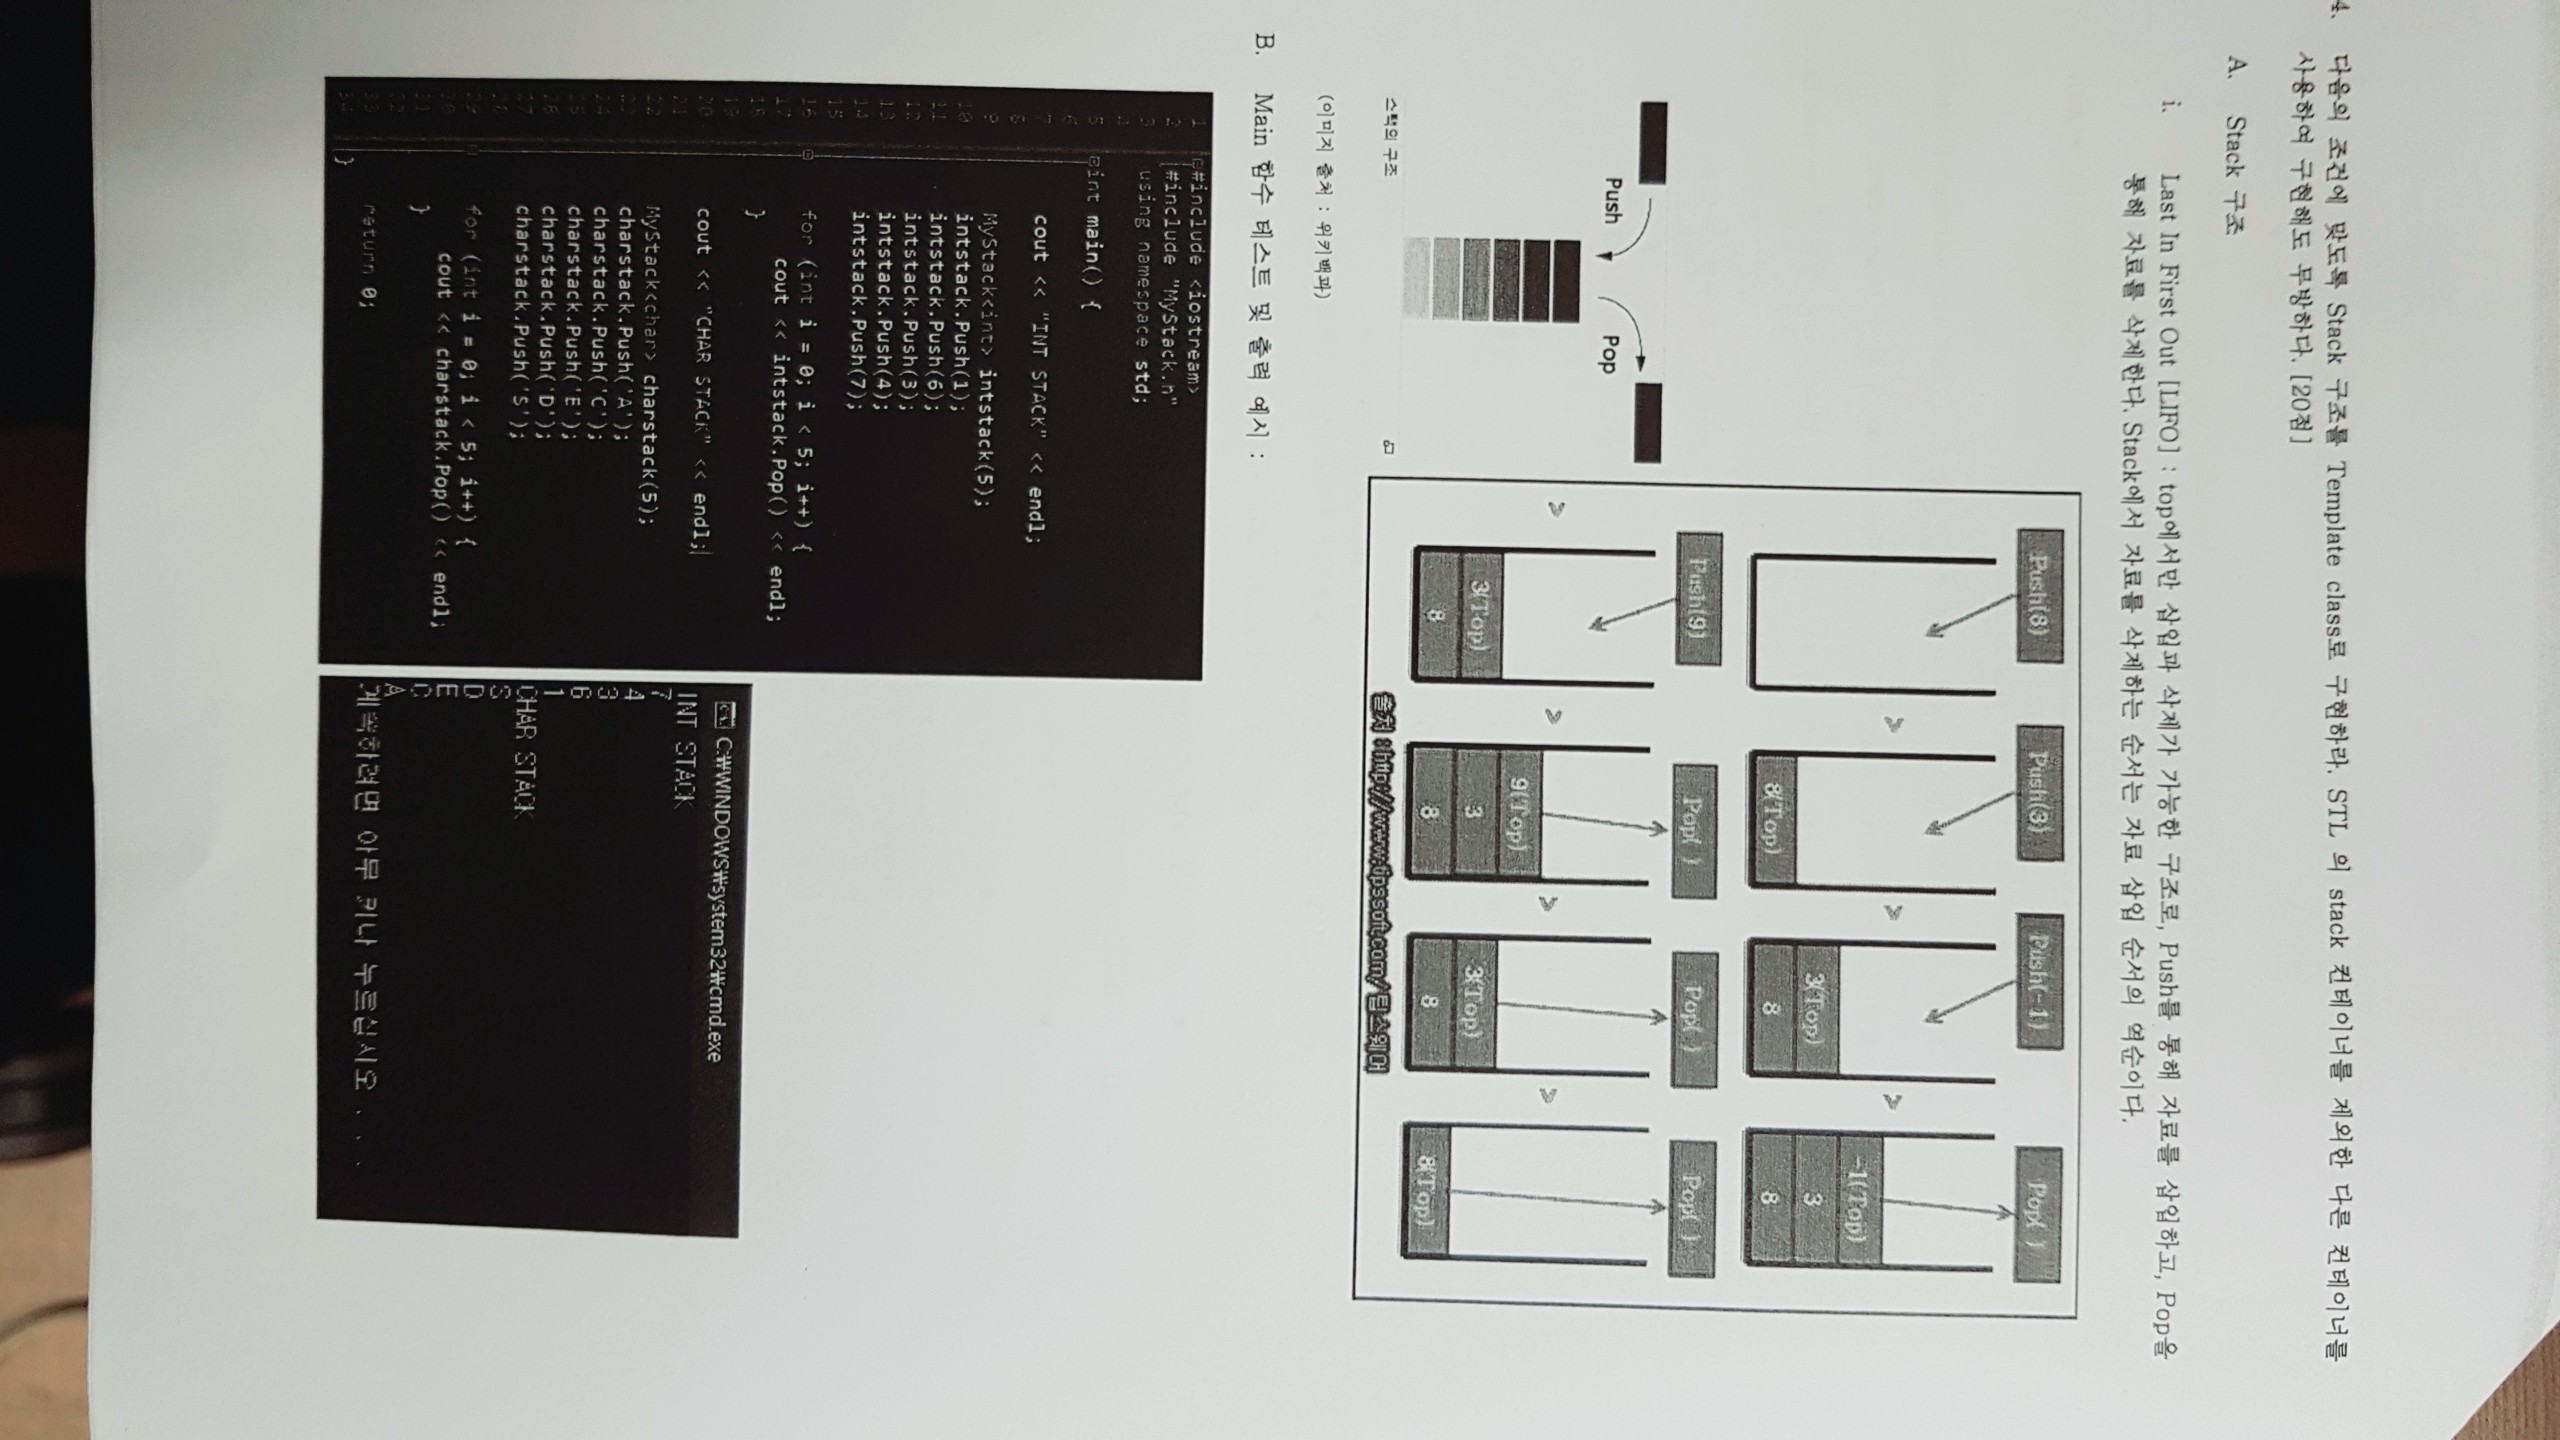 4. 다음의 조건에 맞도록 Stack 구조를 Template class로 구현하라. STL 의 stack 컨테이너를 제외한 다른 컨테이너를
사용하여 구현해도 무방하다. [20점]
A. Stack 구조
i. Last In First Out [LIFO] : top에서만 삽입과 삭제가 가능한 구조로, Push를 통해 자료를 삽입하고, Pop을
통해 자료를 삭제한다. Stack에서 자료를 삭제하는 순서는 자료 삽입 순서의 역순이다.
Push(8) Push(3) Push(-1) Pop( )
> > >
-1(Top)
3(Top) 3
8(Top) 8 8
Push(9) Pop( ) Pop( ) Pop( )
> > > >
9(Top)
3(Top) 3 3(Top)
8 8 8 8(Top)
출처 : http://www.tipssoft.com/ 팁스웨어
Push Pop
스택의 구조
(이미지 출처 : 위키백과)
B. Main 함수 테스트 및 출력 예시 :
1 #include <iostream>
2 #include "MyStack.h"
3 using namespace std;
4
5 int main() {
6
7 cout << "INT STACK" << endl;
8
9 MyStack<int> intstack(5);
10 intstack.Push(1);
11 intstack.Push(6);
12 intstack.Push(3);
13 intstack.Push(4);
14 intstack.Push(7);
15
16 for (int i = 0; i < 5; i++) {
17 cout << intstack.Pop() << endl;
18 }
19
20 cout << "CHAR STACK" << endl;
21
22 MyStack<char> charstack(5);
23 charstack.Push('A');
24 charstack.Push('C');
25 charstack.Push('E');
26 charstack.Push('D');
27 charstack.Push('S');
28
29 for (int i = 0; i < 5; i++) {
30 cout << charstack.Pop() << endl;
31 }
32
33 return 0;
34 }
C:₩WINDOWS₩system32₩cmd.exe
INT STACK
7
4
3
6
1
CHAR STACK
S
D
E
C
A
계속하려면 아무 키나 누르십시오 . . .